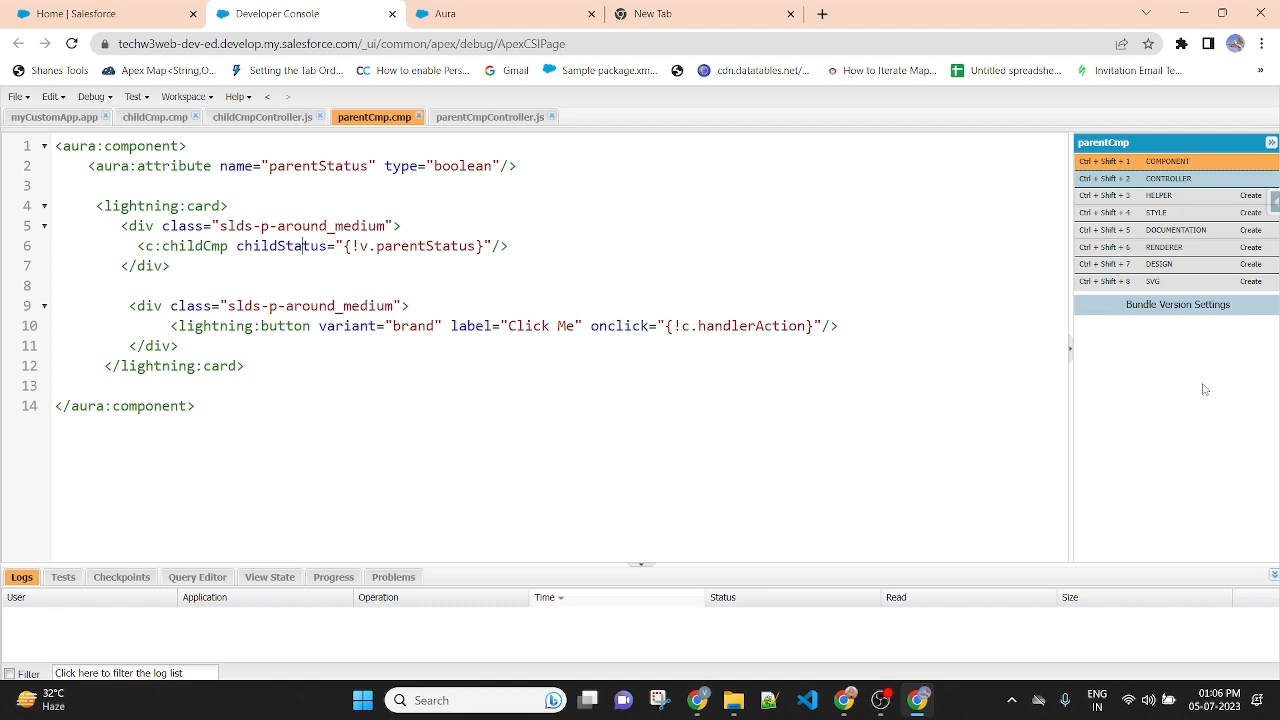 Home | Salesforce
Developer Console
Aura
New Tab
techw3web-dev-ed.develop.my.salesforce.com/_ui/common/apex/debug/ApexCSIPage
Shanes Tools
Apex Map<String,O...
Setting the Tab Ord...
CC How to enable Pers...
Gmail
Sample package.xm...
cdn.datatables.net/...
How to Iterate Map...
Untitled spreadshe...
Invitation Email Te...
»
File Edit Debug Test Workspace Help < >
myCustomApp.app
childCmp.cmp
childCmpController.js
parentCmp.cmp
parentCmpController.js
1 <aura:component>
2 <aura:attribute name="parentStatus" type="boolean"/>
3
4 <lightning:card>
5 <div class="slds-p-around_medium">
6 <c:childCmp childStatus="{!v.parentStatus}"/>
7 </div>
8
9 <div class="slds-p-around_medium">
10 <lightning:button variant="brand" label="Click Me" onclick="{!c.handlerAction}"/>
11 </div>
12 </lightning:card>
13
14 </aura:component>
parentCmp
Ctrl + Shift + 1 COMPONENT
Ctrl + Shift + 2 CONTROLLER
Ctrl + Shift + 3 HELPER Create
Ctrl + Shift + 4 STYLE Create
Ctrl + Shift + 5 DOCUMENTATION Create
Ctrl + Shift + 6 RENDERER Create
Ctrl + Shift + 7 DESIGN Create
Ctrl + Shift + 8 SVG Create
Bundle Version Settings
Logs Tests Checkpoints Query Editor View State Progress Problems
User Application Operation Time Status Read Size
Filter Click here to filter the log list
32°C
Haze
Search
ENG
IN
01:06 PM
05-07-2023